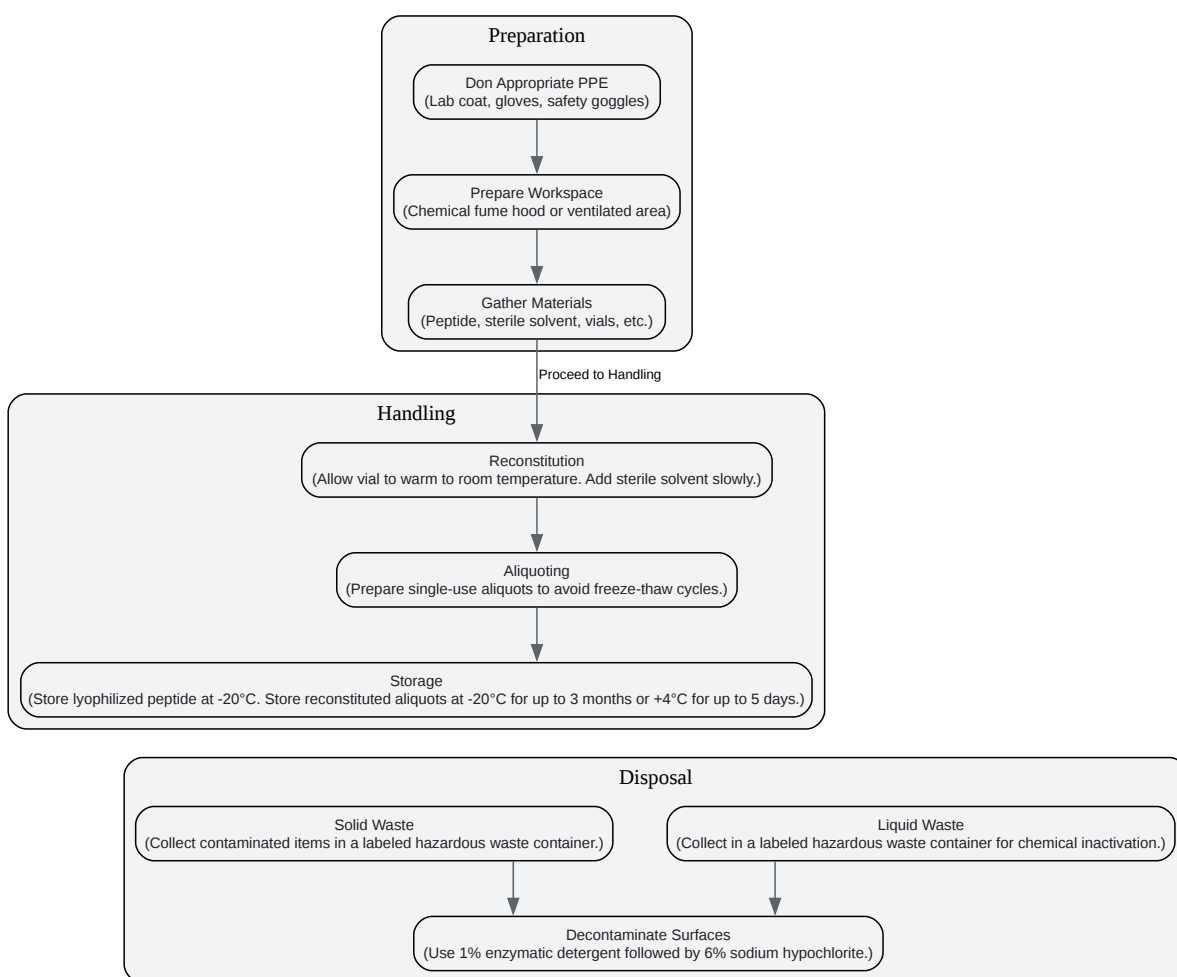 Preparation
Don Appropriate PPE
(Lab coat, gloves, safety goggles)
Prepare Workspace
(Chemical fume hood or ventilated area)
Gather Materials
(Peptide, sterile solvent, vials, etc.)
Proceed to Handling
Handling
Reconstitution
(Allow vial to warm to room temperature. Add sterile solvent slowly.)
Aliquoting
(Prepare single-use aliquots to avoid freeze-thaw cycles.)
Storage
(Store lyophilized peptide at -20°C. Store reconstituted aliquots at -20°C for up to 3 months or +4°C for up to 5 days.)
Disposal
Solid Waste
(Collect contaminated items in a labeled hazardous waste container.)
Liquid Waste
(Collect in a labeled hazardous waste container for chemical inactivation.)
Decontaminate Surfaces
(Use 1% enzymatic detergent followed by 6% sodium hypochlorite.)